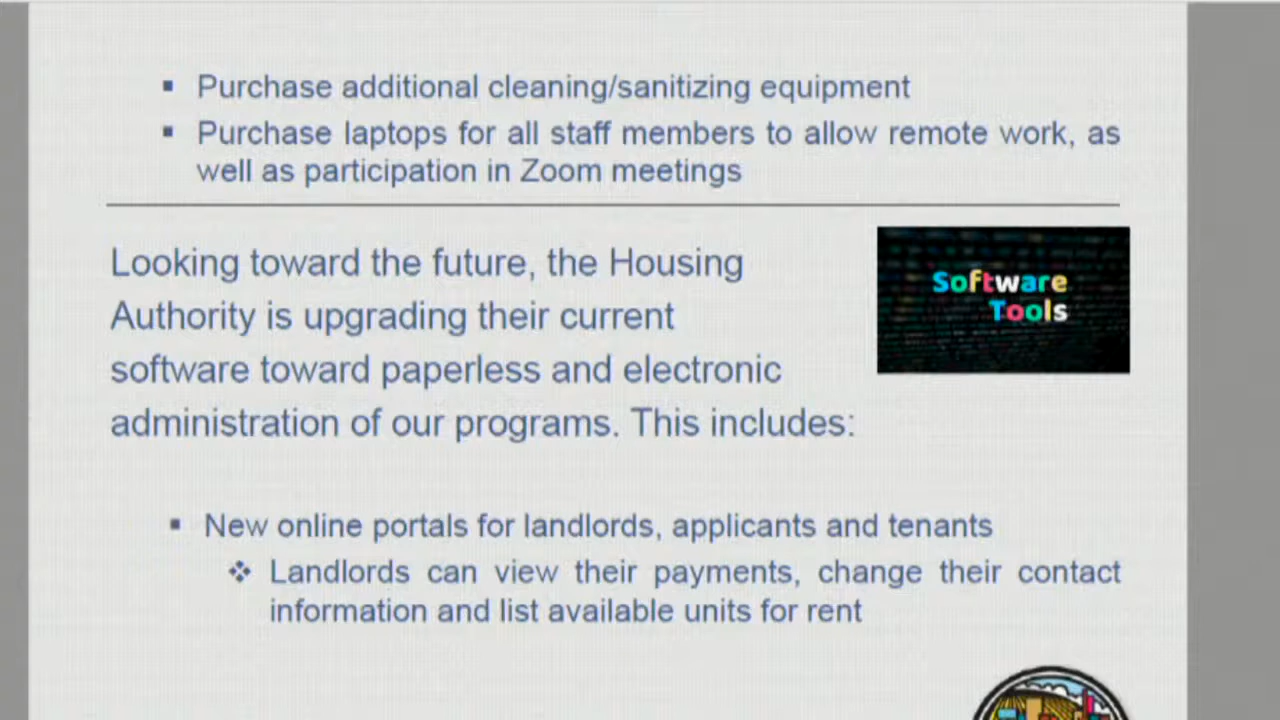 ▪ Purchase additional cleaning/sanitizing equipment
▪ Purchase laptops for all staff members to allow remote work, as
well as participation in Zoom meetings
Looking toward the future, the Housing
Authority is upgrading their current
software toward paperless and electronic
administration of our programs. This includes:
Software
Tools
▪ New online portals for landlords, applicants and tenants
❖ Landlords can view their payments, change their contact
information and list available units for rent